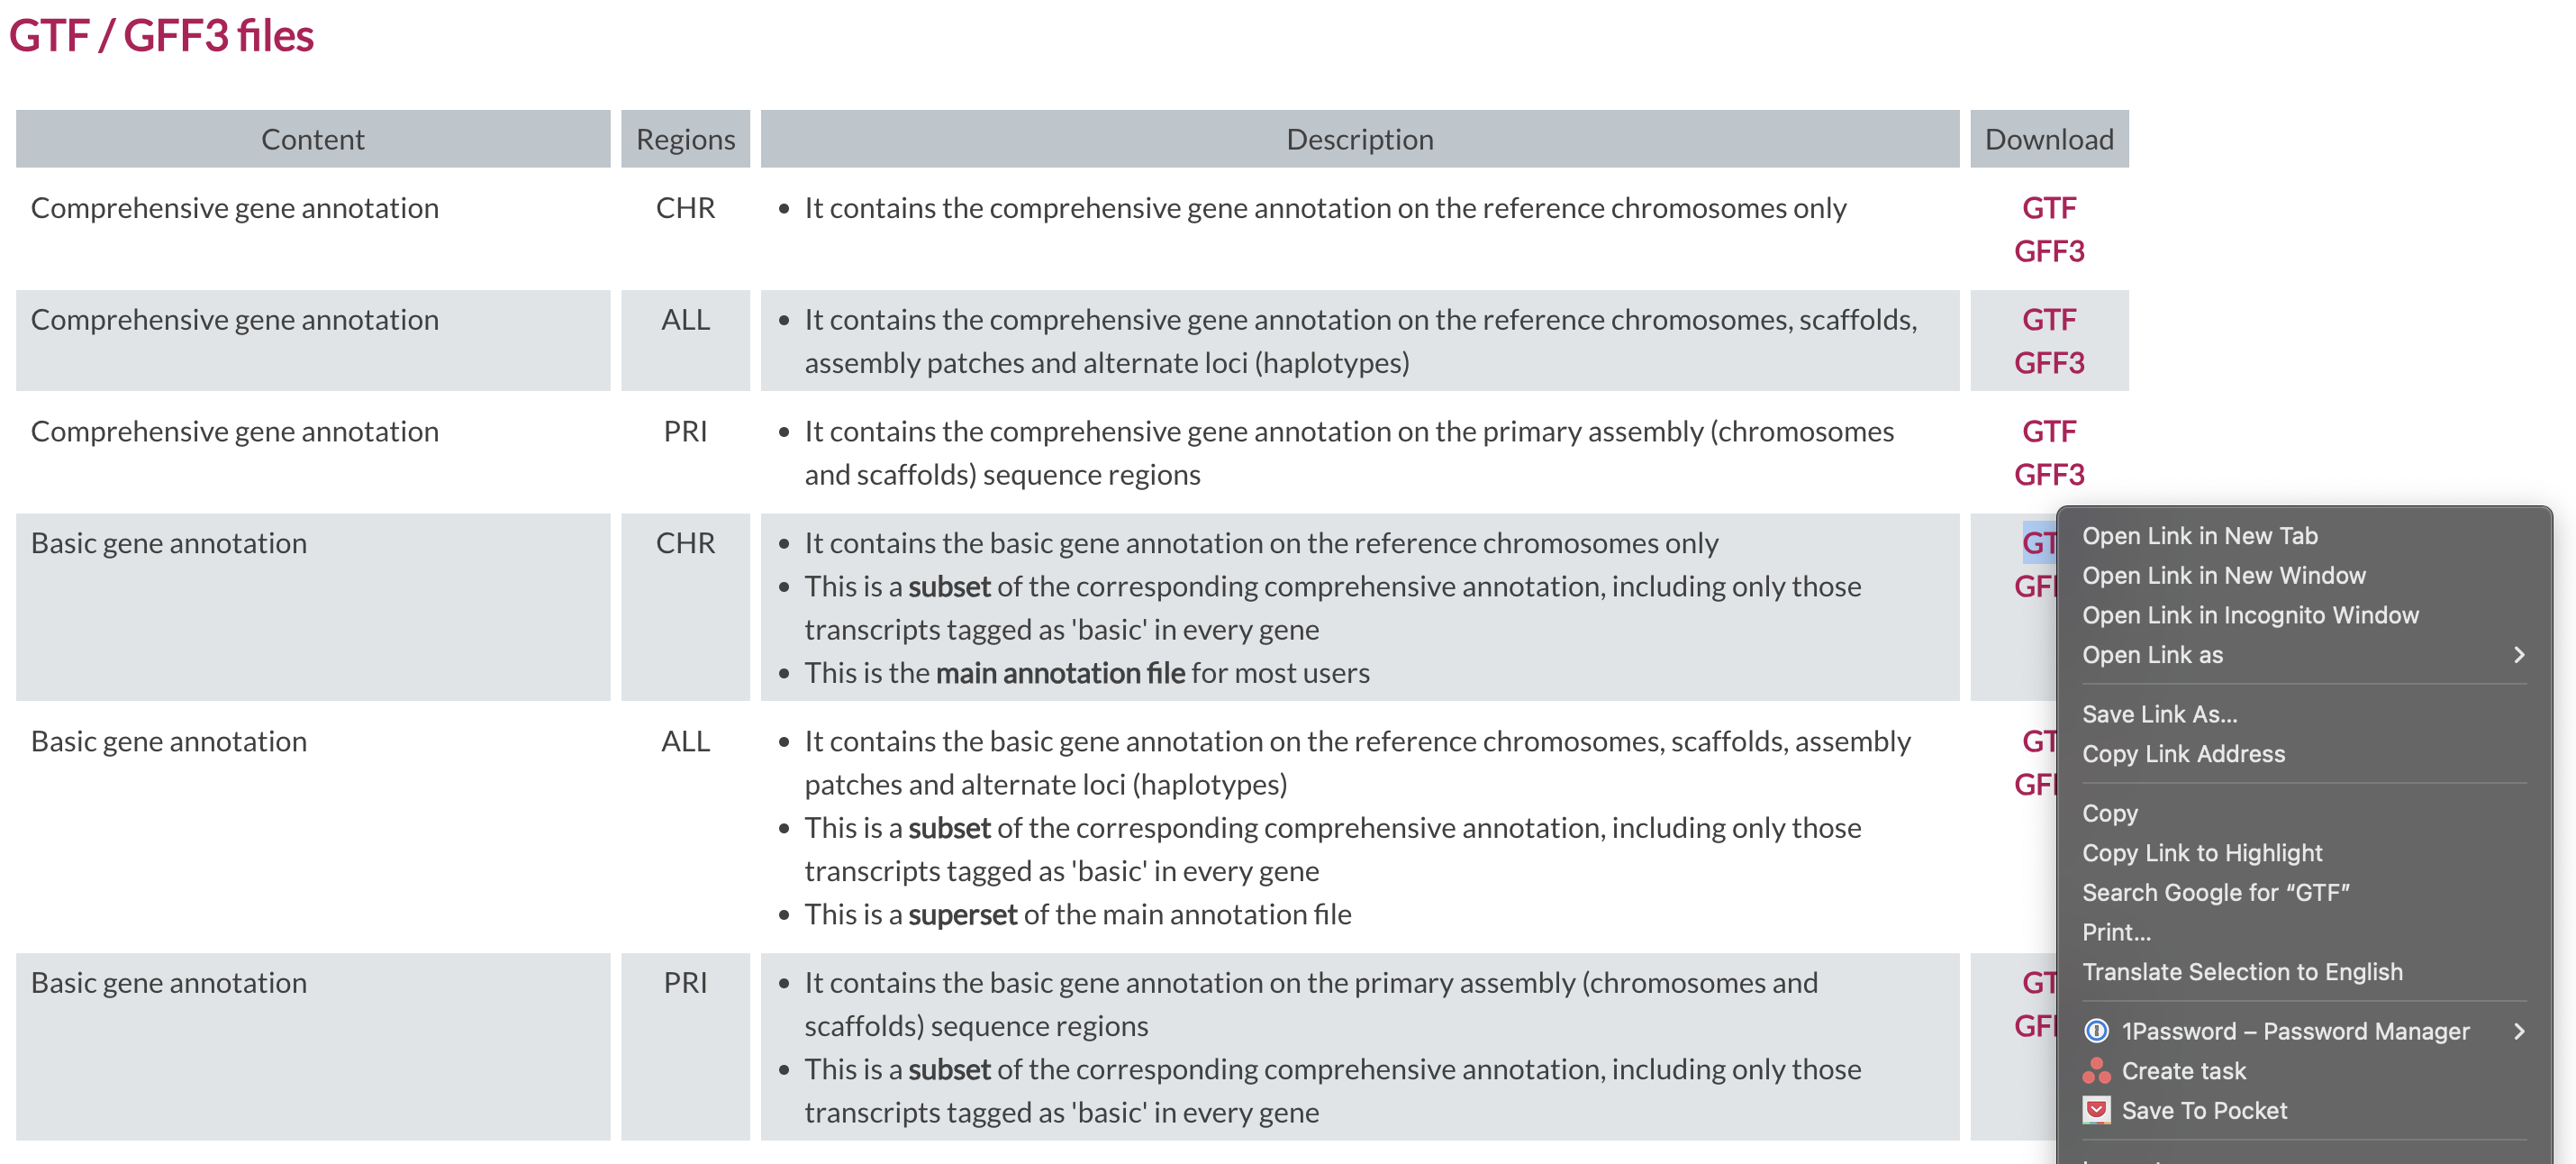 GTF / GFF3 files
Content Regions Description Download
Comprehensive gene annotation CHR • It contains the comprehensive gene annotation on the reference chromosomes only GTF
GFF3
Comprehensive gene annotation ALL • It contains the comprehensive gene annotation on the reference chromosomes, scaffolds, GTF
assembly patches and alternate loci (haplotypes) GFF3
Comprehensive gene annotation PRI • It contains the comprehensive gene annotation on the primary assembly (chromosomes GTF
and scaffolds) sequence regions GFF3
Basic gene annotation CHR • It contains the basic gene annotation on the reference chromosomes only GT
• This is a subset of the corresponding comprehensive annotation, including only those GF
transcripts tagged as 'basic' in every gene
• This is the main annotation file for most users
Basic gene annotation ALL • It contains the basic gene annotation on the reference chromosomes, scaffolds, assembly GT
patches and alternate loci (haplotypes) GF
• This is a subset of the corresponding comprehensive annotation, including only those
transcripts tagged as 'basic' in every gene
• This is a superset of the main annotation file
Basic gene annotation PRI • It contains the basic gene annotation on the primary assembly (chromosomes and GT
scaffolds) sequence regions GF
• This is a subset of the corresponding comprehensive annotation, including only those
transcripts tagged as 'basic' in every gene
Open Link in New Tab
Open Link in New Window
Open Link in Incognito Window
Open Link as
Save Link As...
Copy Link Address
Copy
Copy Link to Highlight
Search Google for “GTF”
Print...
Translate Selection to English
1Password – Password Manager
Create task
Save To Pocket